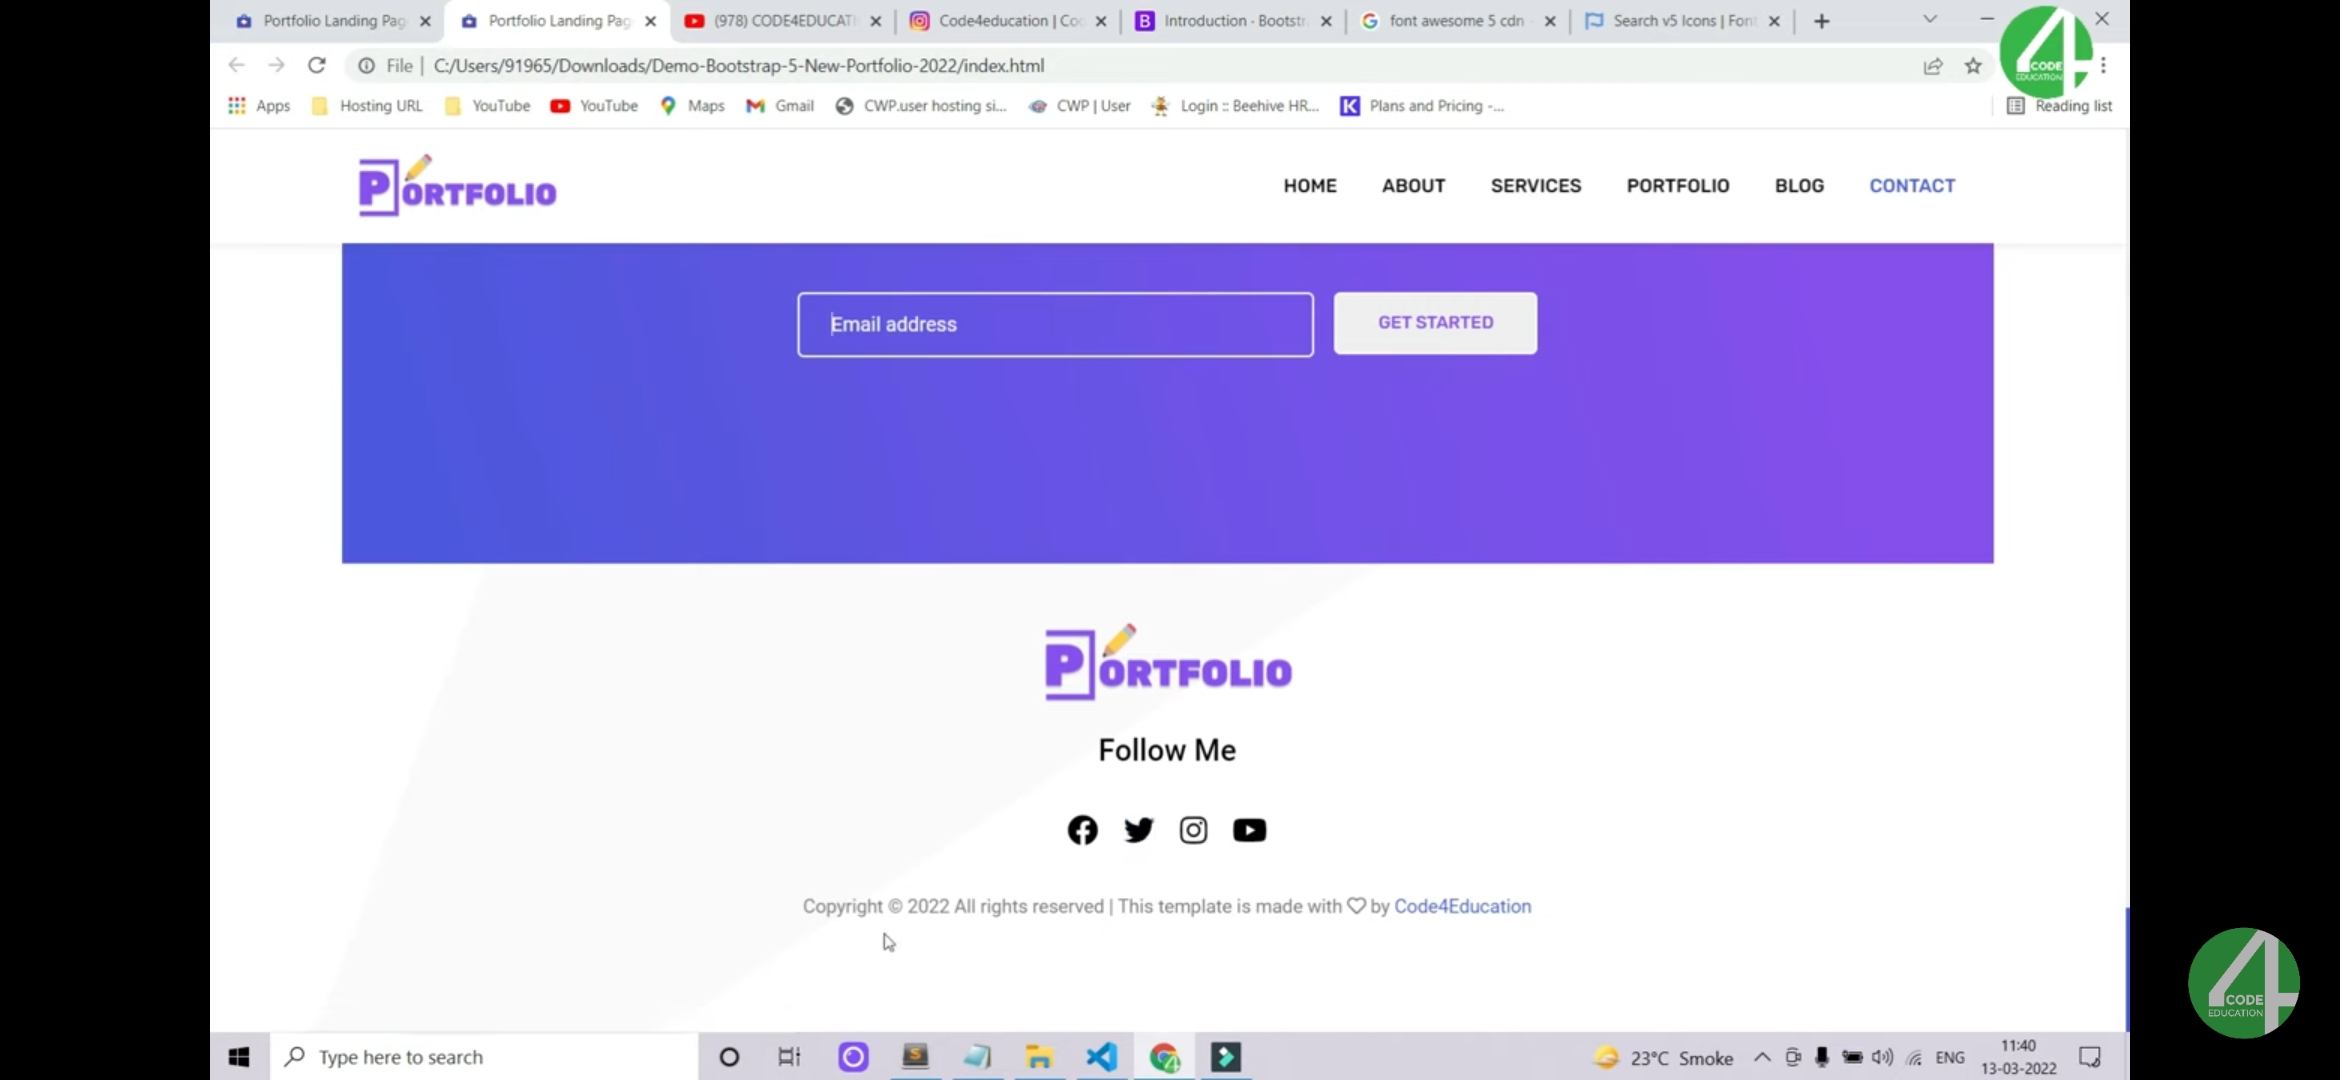 Portfolio Landing Pag
Portfolio Landing Pag
(978) CODE4EDUCATI
Code4education | Co
Introduction · Bootstr
font awesome 5 cdn
Search v5 Icons | Font
File | C:/Users/91965/Downloads/Demo-Bootstrap-5-New-Portfolio-2022/index.html
CODE
EDUCATION
Apps
Hosting URL
YouTube
YouTube
Maps
Gmail
CWP.user hosting si...
CWP | User
Login :: Beehive HR...
Plans and Pricing -...
Reading list
PORTFOLIO
HOME
ABOUT
SERVICES
PORTFOLIO
BLOG
CONTACT
Email address
GET STARTED
PORTFOLIO
Follow Me
Copyright © 2022 All rights reserved | This template is made with ♡ by Code4Education
4
CODE
EDUCATION
Type here to search
23°C Smoke
ENG
11:40
13-03-2022